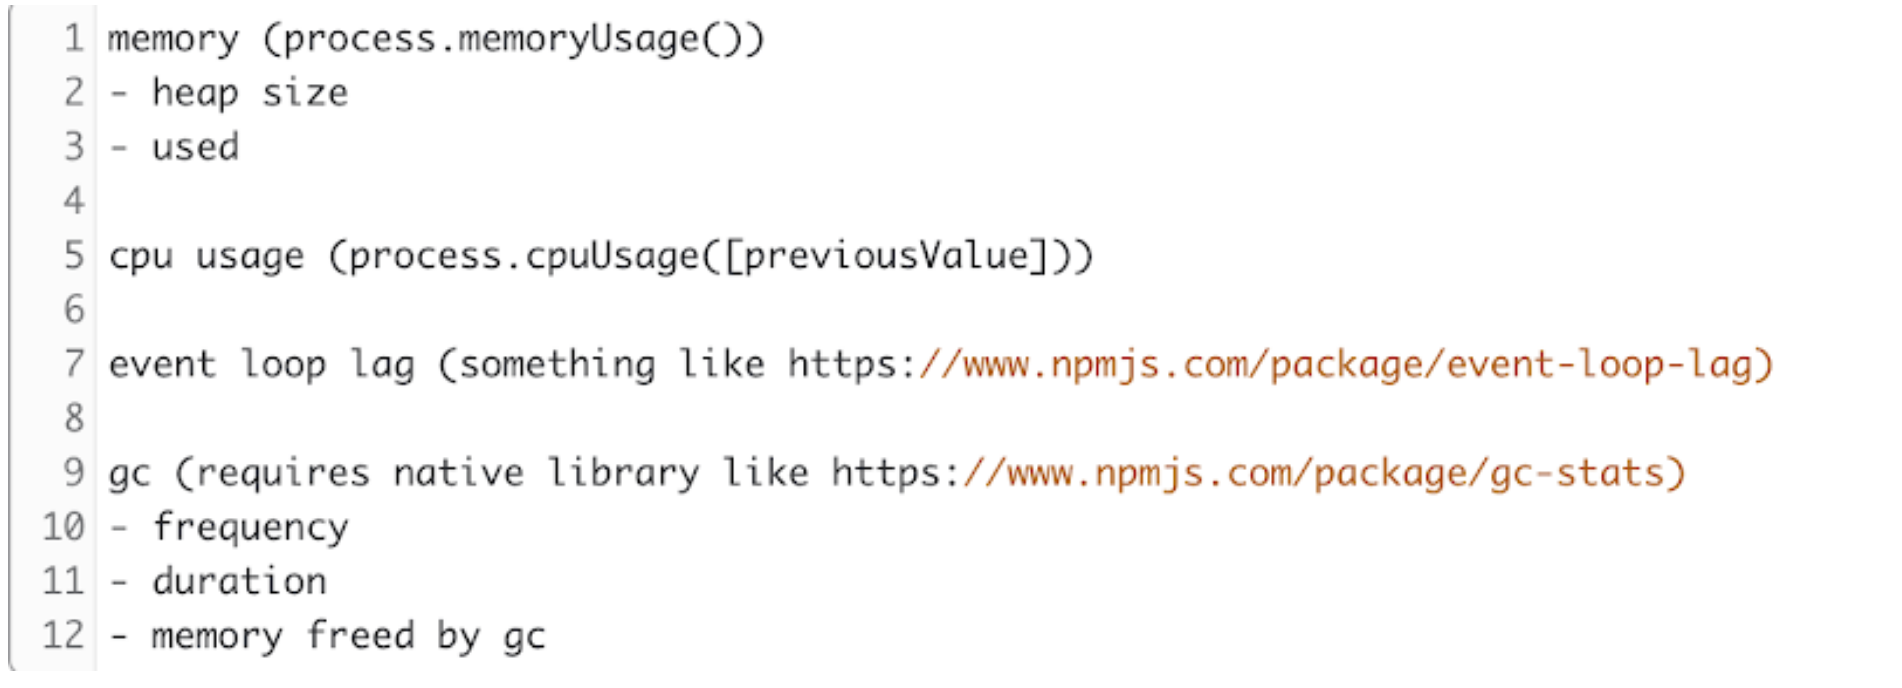 1 memory (process.memoryUsage())
2 - heap size
3 - used
4
5 cpu usage (process.cpuUsage([previousValue]))
6
7 event loop lag (something like https://www.npmjs.com/package/event-loop-lag)
8
9 gc (requires native library like https://www.npmjs.com/package/gc-stats)
10 - frequency
11 - duration
12 - memory freed by gc